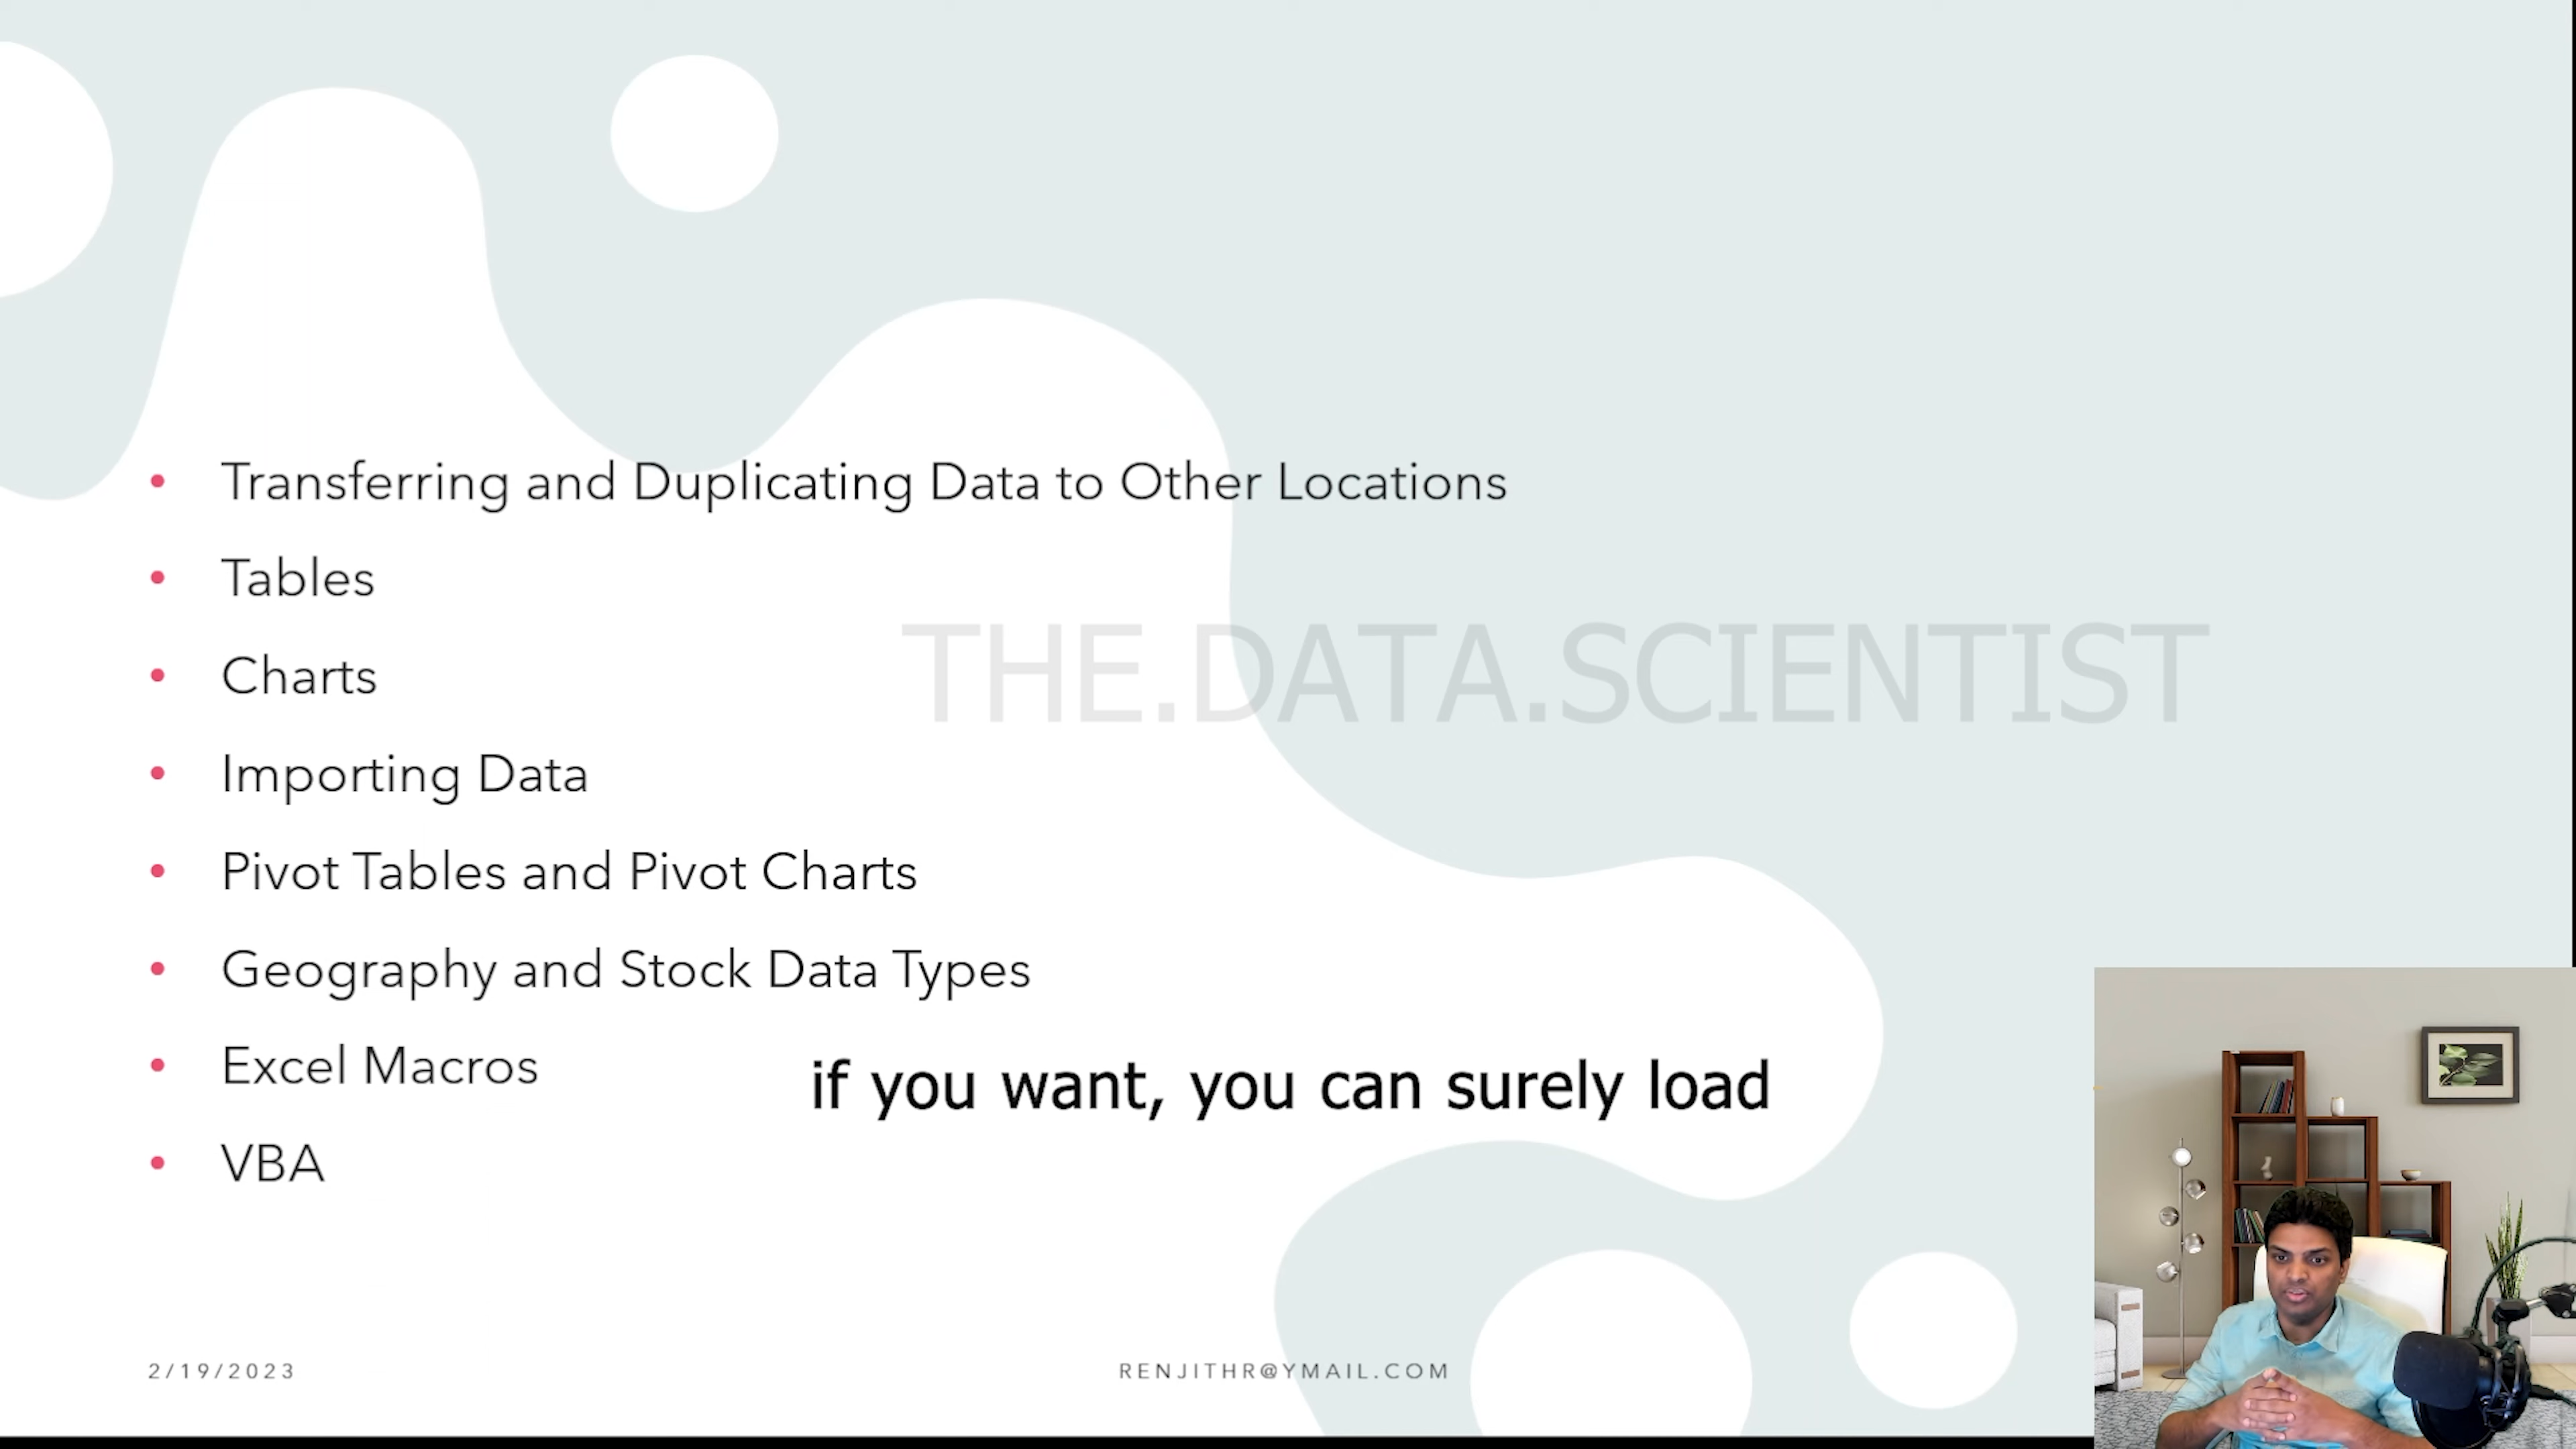 Transferring and Duplicating Data to Other Locations
Tables
THE.DATA.SCIENTIST
Charts
Importing Data
Pivot Tables and Pivot Charts
Geography and Stock Data Types
Excel Macros
if you want, you can surely load
VBA
2/19/2023
RENJITHR@YMAIL.COM